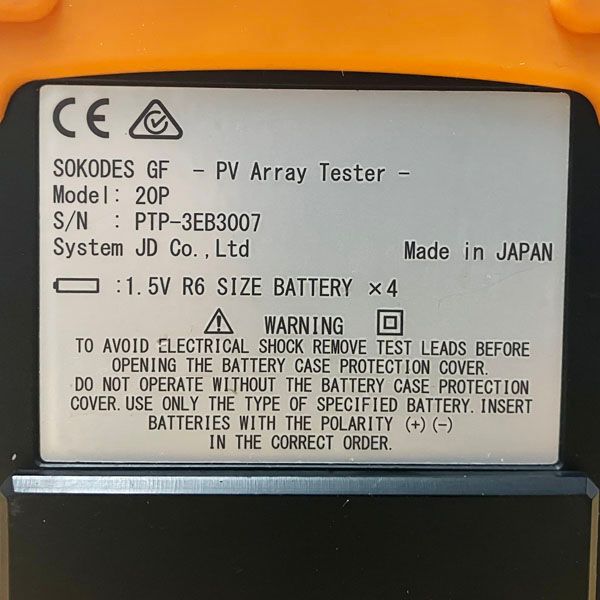 CE
SOKODES GF - PV Array Tester -
Model: 20P
S/N : PTP-3EB3007
System JD Co.,Ltd Made in JAPAN
:1.5V R6 SIZE BATTERY ×4
WARNING
TO AVOID ELECTRICAL SHOCK REMOVE TEST LEADS BEFORE
OPENING THE BATTERY CASE PROTECTION COVER.
DO NOT OPERATE WITHOUT THE BATTERY CASE PROTECTION
COVER. USE ONLY THE TYPE OF SPECIFIED BATTERY. INSERT
BATTERIES WITH THE POLARITY (+) (-)
IN THE CORRECT ORDER.